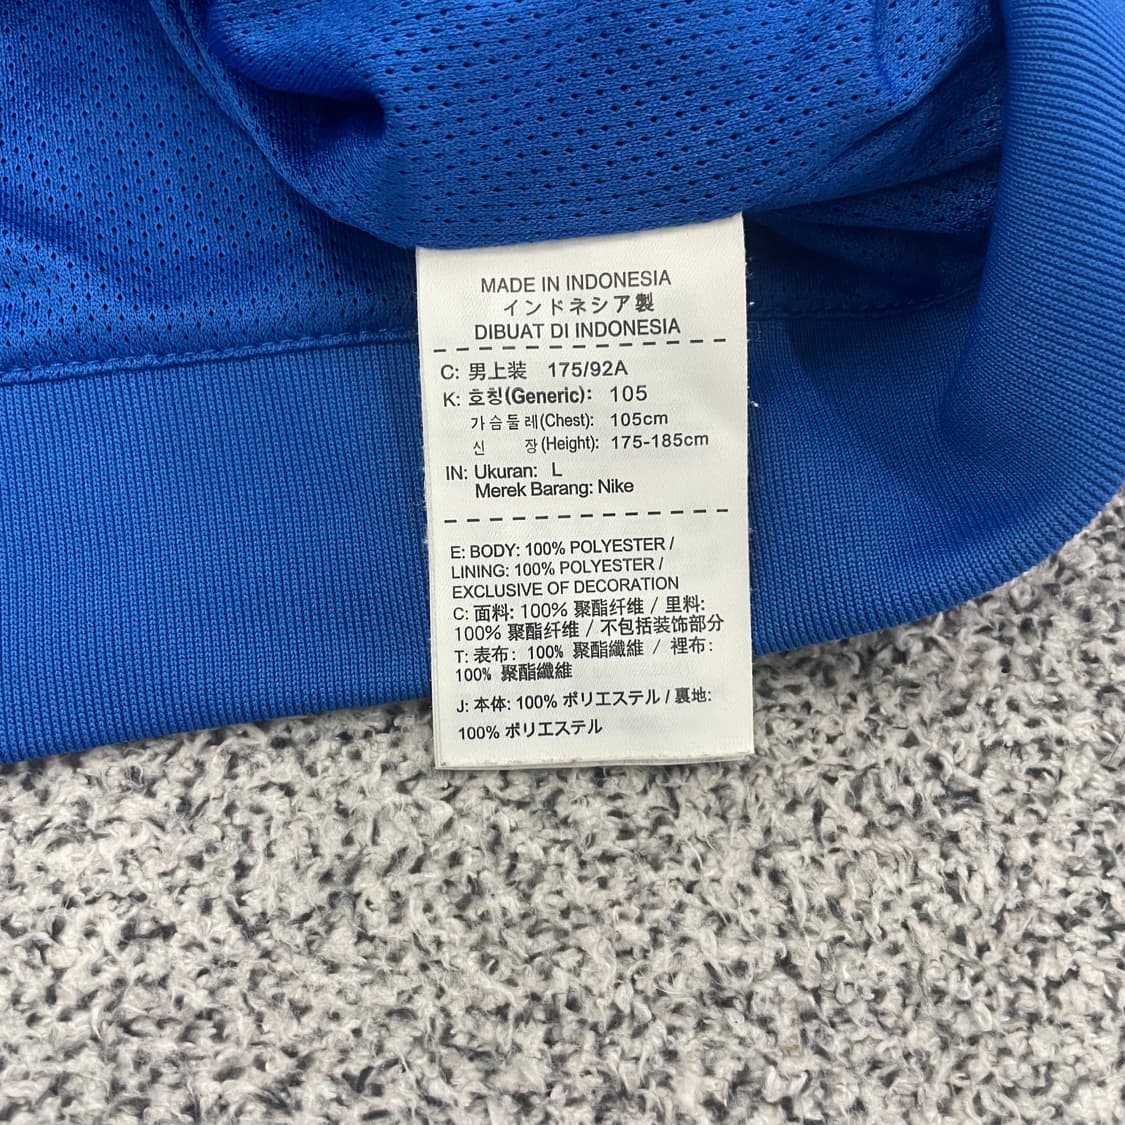 MADE IN INDONESIA
インドネシア製
DIBUAT DI INDONESIA
C: 男上装 175/92A
K: 호칭(Generic): 105
가슴둘레(Chest): 105cm
신 장(Height): 175-185cm
IN: Ukuran: L
Merek Barang: Nike
E: BODY: 100% POLYESTER /
LINING: 100% POLYESTER /
EXCLUSIVE OF DECORATION
C: 面料: 100% 聚酯纤维 / 里料:
100% 聚酯纤维 / 不包括装饰部分
T: 表布: 100% 聚酯纖維 / 裡布:
100% 聚酯纖維
J: 本体: 100% ポリエステル / 裏地:
100% ポリエステル